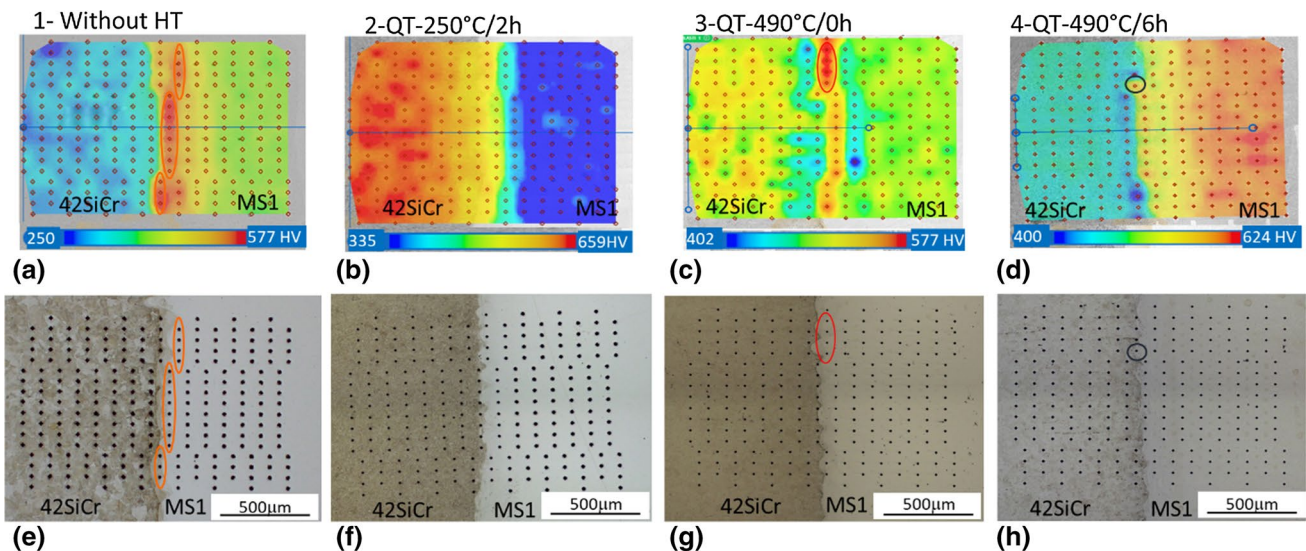 1- Without HT
2-QT-250°C/2h
3-QT-490°C/0h
4-QT-490°C/6h
42SiCr MS1
42SiCr MS1
42SiCr MS1
42SiCr MS1
250 577 HV
335 659HV
402 577 HV
400 624 HV
(a) (b) (c) (d)
42SiCr MS1 500µm
42SiCr MS1 500µm
42SiCr MS1 500µm
42SiCr MS1 500µm
(e) (f) (g) (h)